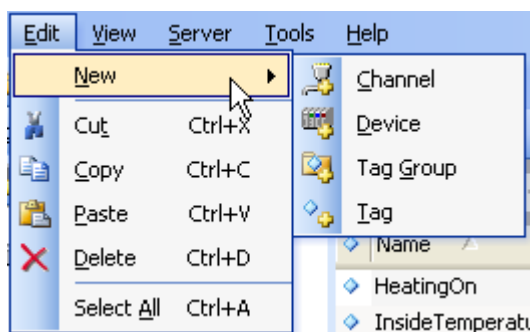 Edit View Server Tools Help
New
Cut Ctrl+X
Copy Ctrl+C
Paste Ctrl+V
Delete Ctrl+D
Select All Ctrl+A
Channel
Device
Tag Group
Tag
Name
HeatingOn